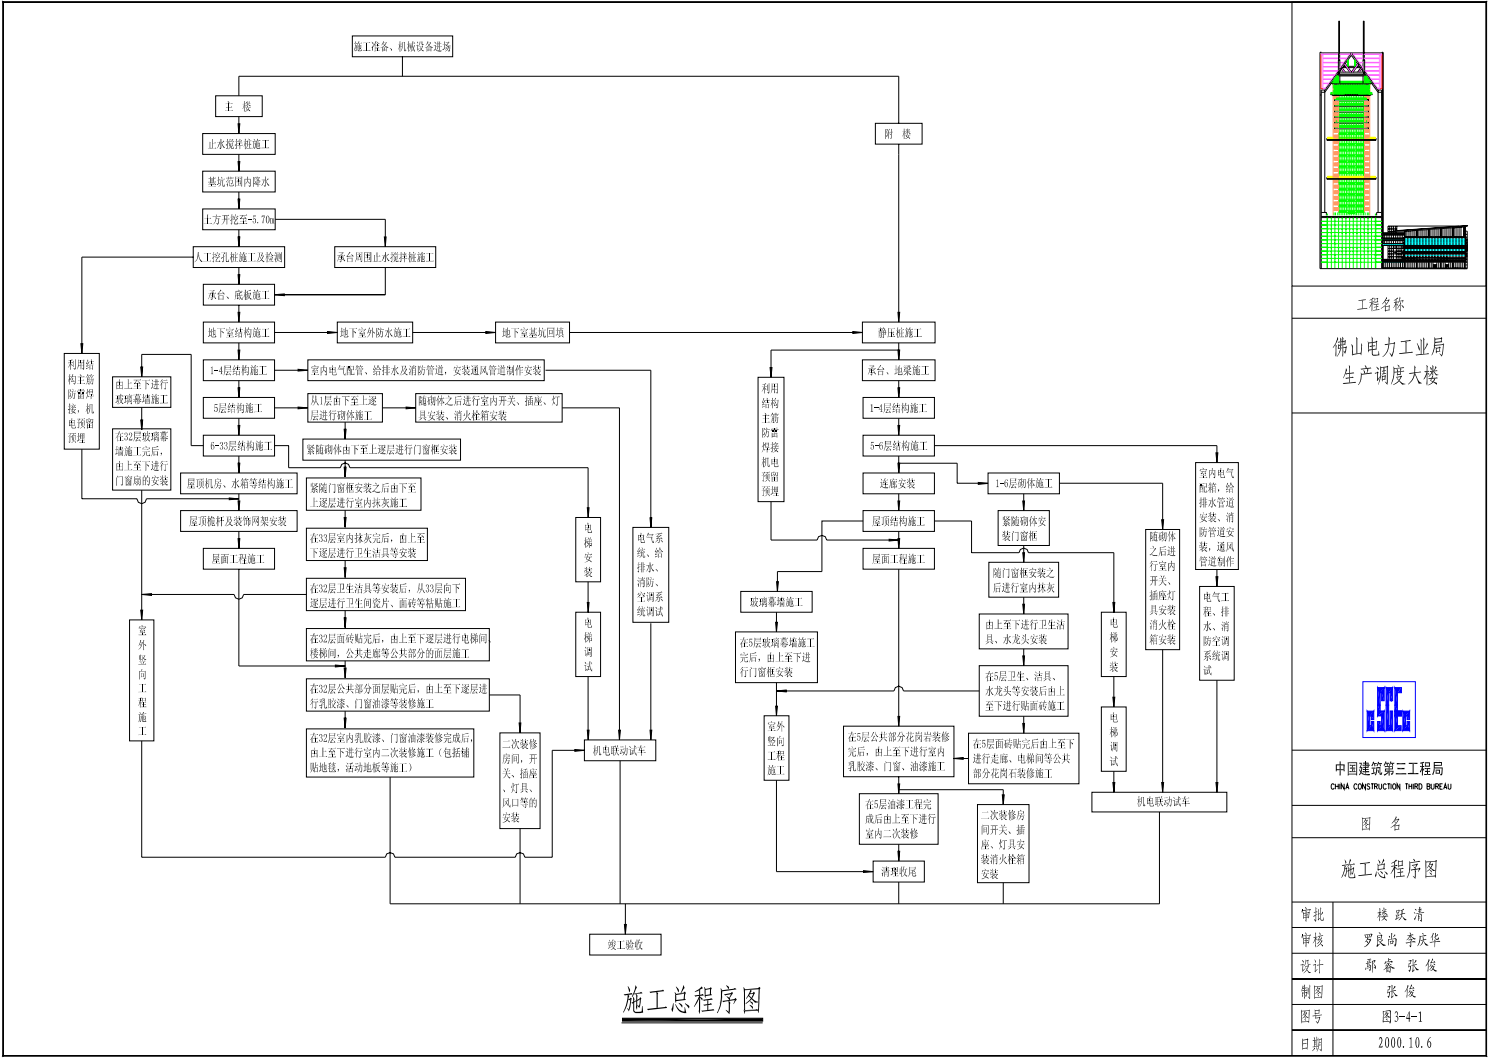 施工准备、机械设备进场
主 楼
附 楼
止水搅拌桩施工
基坑范围内降水
土方开挖至-5.70m
人工挖孔桩施工及检测
承台周围止水搅拌桩施工
承台、底板施工
地下室结构施工
地下室外防水施工
地下室基坑回填
静压桩施工
利用结
构主筋
防雷焊
接，机
电预留
预埋
由上至下进行
玻璃幕墙施工
在32层玻璃幕
墙施工完后，
由上至下进行
门窗扇的安装
1-4层结构施工
室内电气配管、给排水及消防管道，安装通风管道制作安装
5层结构施工
从1层由下至上逐
层进行砌体施工
随砌体之后进行室内开关、插座、灯
具安装、消火栓箱安装
6-33层结构施工
紧随砌体由下至上逐层进行门窗框安装
屋顶机房、水箱等结构施工
紧随门窗框安装之后由下至
上逐层进行室内抹灰施工
屋顶桅杆及装饰网架安装
在33层室内抹灰完后，由上至
下逐层进行卫生洁具等安装
屋面工程施工
在32层卫生洁具等安装后，从33层向下
逐层进行卫生间瓷片、面砖等粘贴施工
在32层面砖贴完后，由上至下逐层进行电梯间，
楼梯间，公共走廊等公共部分的面层施工
在32层公共部分面层贴完后，由上至下逐层进
行乳胶漆、门窗油漆等装修施工
在32层室内乳胶漆、门窗油漆装修完成后，
由上至下进行室内二次装修施工（包括铺
贴地毯，活动地板等施工）
室
外
竖
向
工
程
施
工
二次装修
房间，开
关、插座
、灯具、
风口等的
安装
电
梯
安
装
电
梯
调
试
电气系
统、给
排水、
消防、
空调系
统调试
机电联动试车
利用
结构
主筋
防雷
焊接
机电
预留
预埋
承台、地梁施工
1-4层结构施工
5-6层结构施工
连廊安装
1-6层砌体施工
屋顶结构施工
紧随砌体安
装门窗框
屋面工程施工
随门窗框安装之
后进行室内抹灰
玻璃幕墙施工
由上至下进行卫生洁
具、水龙头安装
在5层玻璃幕墙施工
完后，由上至下进
行门窗框安装
在5层卫生、洁具、
水龙头等安装后由上
至下进行贴面砖施工
室外
竖向
工程
施工
在5层公共部分花岗岩装修
完后，由上至下进行室内
乳胶漆、门窗、油漆施工
在5层面砖贴完后由上至下
进行走廊、电梯间等公共
部分花岗石装修施工
在5层油漆工程完
成后由上至下进行
室内二次装修
二次装修房
间开关、插
座、灯具安
装消火栓箱
安装
清理收尾
电
梯
安
装
电
梯
调
试
随砌体
之后进
行室内
开关、
插座灯
具安装
消火栓
箱安装
室内电气
配箱，给
排水管道
安装、消
防管道安
装，通风
管道制作
电气工
程、排
水、消
防空调
系统调
试
机电联动试车
竣工验收
施工总程序图
工程名称
佛山电力工业局
生产调度大楼
中国建筑第三工程局
CHINA CONSTRUCTION THIRD BUREAU
图 名
施工总程序图
审批 楼 跃 清
审核 罗良尚 李庆华
设计 鄢 睿 张 俊
制图 张 俊
图号 图3-4-1
日期 2000.10.6